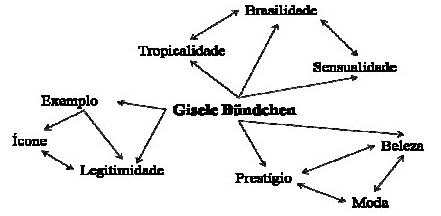 Brasilidade
Tropicalidade
Sensualidade
Exemplo
Gisele Bündchen
Ícone
Legitimidade
Beleza
Prestígio
Moda